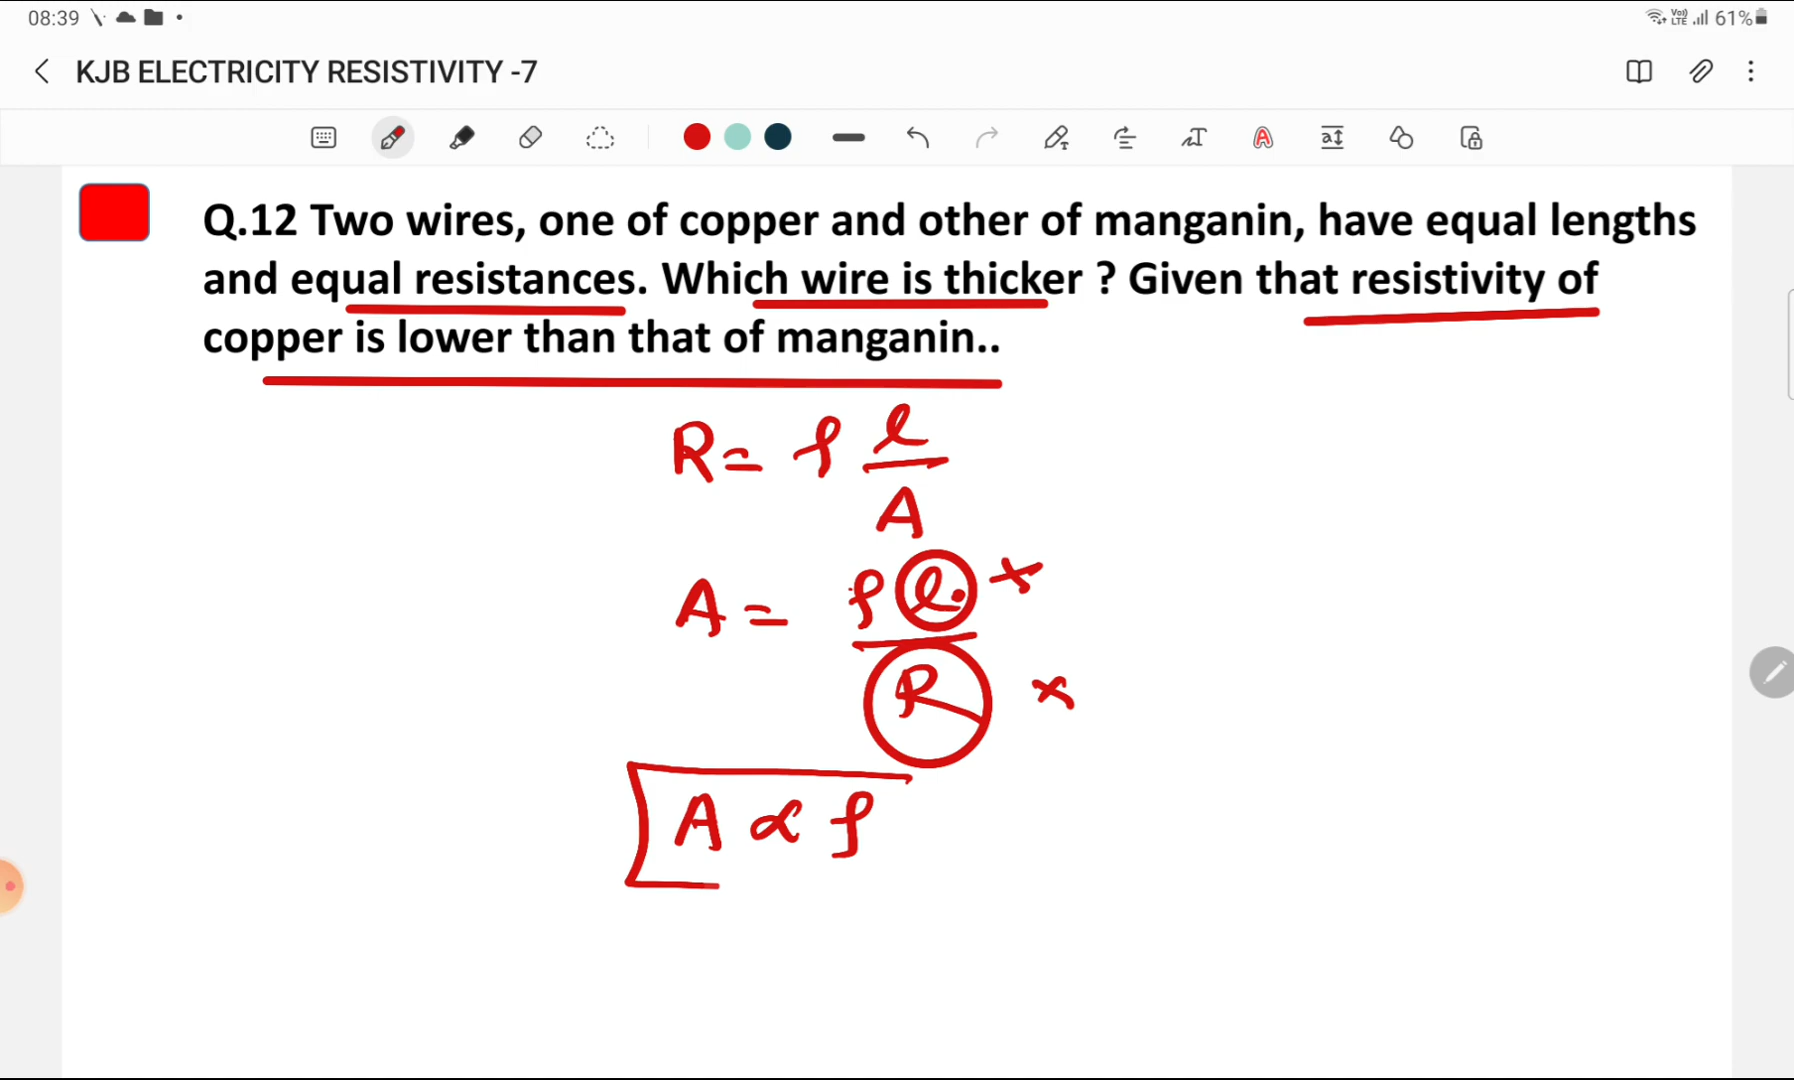 08:39
Vo)) LTE 61%
KJB ELECTRICITY RESISTIVITY -7
Q.12 Two wires, one of copper and other of manganin, have equal lengths
and equal resistances. Which wire is thicker ? Given that resistivity of
copper is lower than that of manganin..
R = ρ l / A
A = ρ l / R
A ∝ ρ